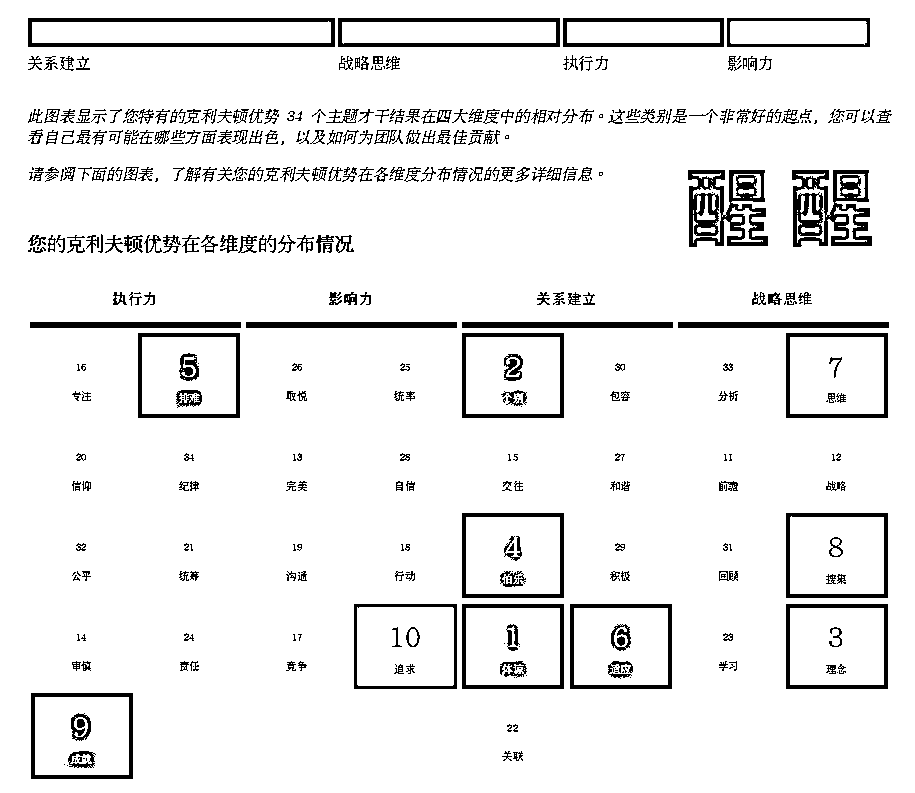 关系建立 战略思维 执行力 影响力
此图表显示了您特有的克利夫顿优势 34 个主题才干结果在四大维度中的相对分布。这些类别是一个非常好的起点，您可以查
看自己最有可能在哪些方面表现出色，以及如何为团队做出最佳贡献。
请参阅下面的图表，了解有关您的克利夫顿优势在各维度分布情况的更多详细信息。
醒醒
您的克利夫顿优势在各维度的分布情况
执行力 影响力 关系建立 战略思维
16 5 26 25 2 30 33 7
专注 排难 取悦 统率 个别 包容 分析 思维
20 34 13 28 15 27 11 12
信仰 纪律 完美 自信 交往 和谐 前瞻 战略
32 21 19 18 4 29 31 8
公平 统筹 沟通 行动 伯乐 积极 回顾 搜集
14 24 17 10 1 6 23 3
审慎 责任 竞争 追求 体谅 适应 学习 理念
9 22
成就 关联